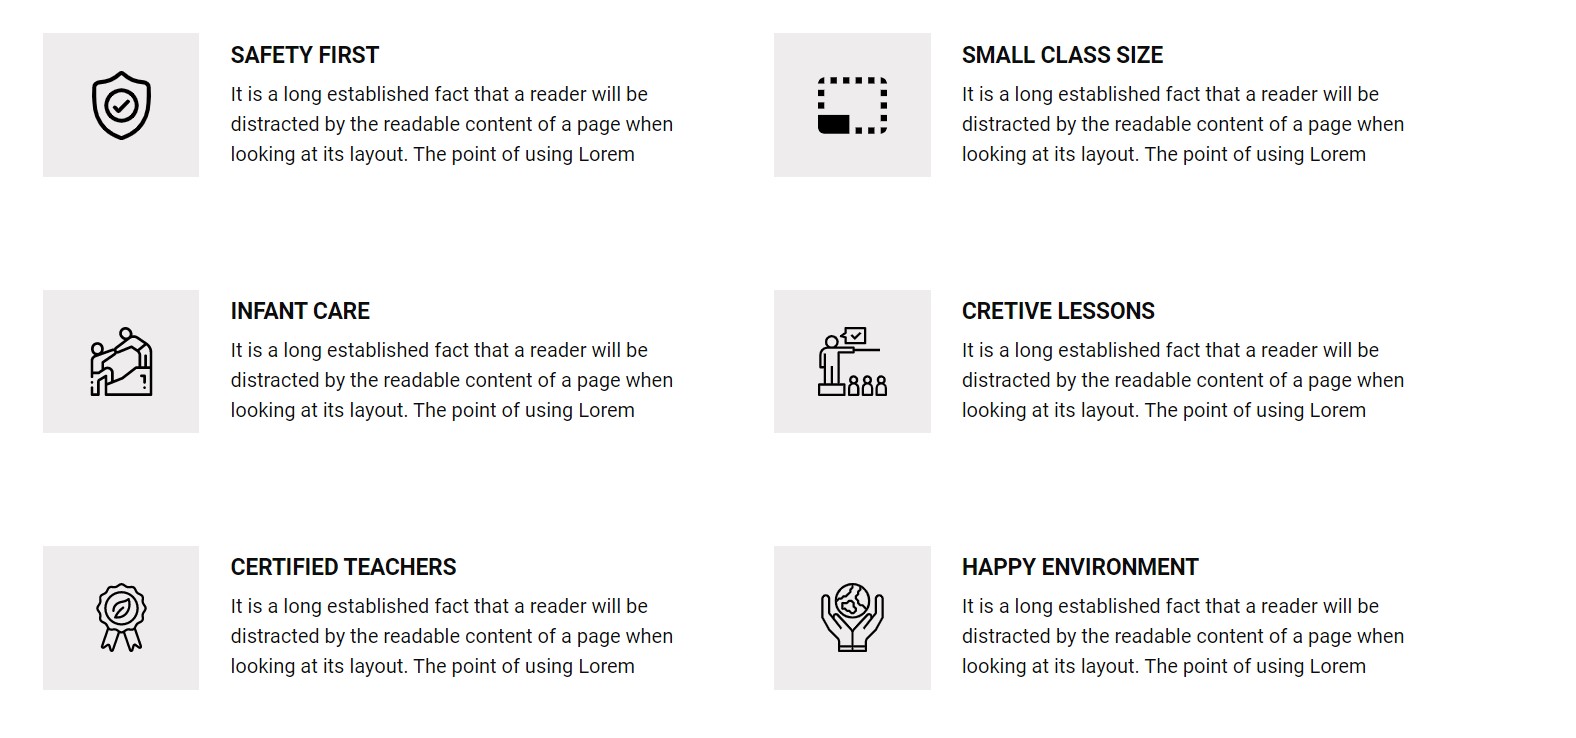 SAFETY FIRST
It is a long established fact that a reader will be
distracted by the readable content of a page when
looking at its layout. The point of using Lorem
SMALL CLASS SIZE
It is a long established fact that a reader will be
distracted by the readable content of a page when
looking at its layout. The point of using Lorem
INFANT CARE
It is a long established fact that a reader will be
distracted by the readable content of a page when
looking at its layout. The point of using Lorem
CRETIVE LESSONS
It is a long established fact that a reader will be
distracted by the readable content of a page when
looking at its layout. The point of using Lorem
CERTIFIED TEACHERS
It is a long established fact that a reader will be
distracted by the readable content of a page when
looking at its layout. The point of using Lorem
HAPPY ENVIRONMENT
It is a long established fact that a reader will be
distracted by the readable content of a page when
looking at its layout. The point of using Lorem